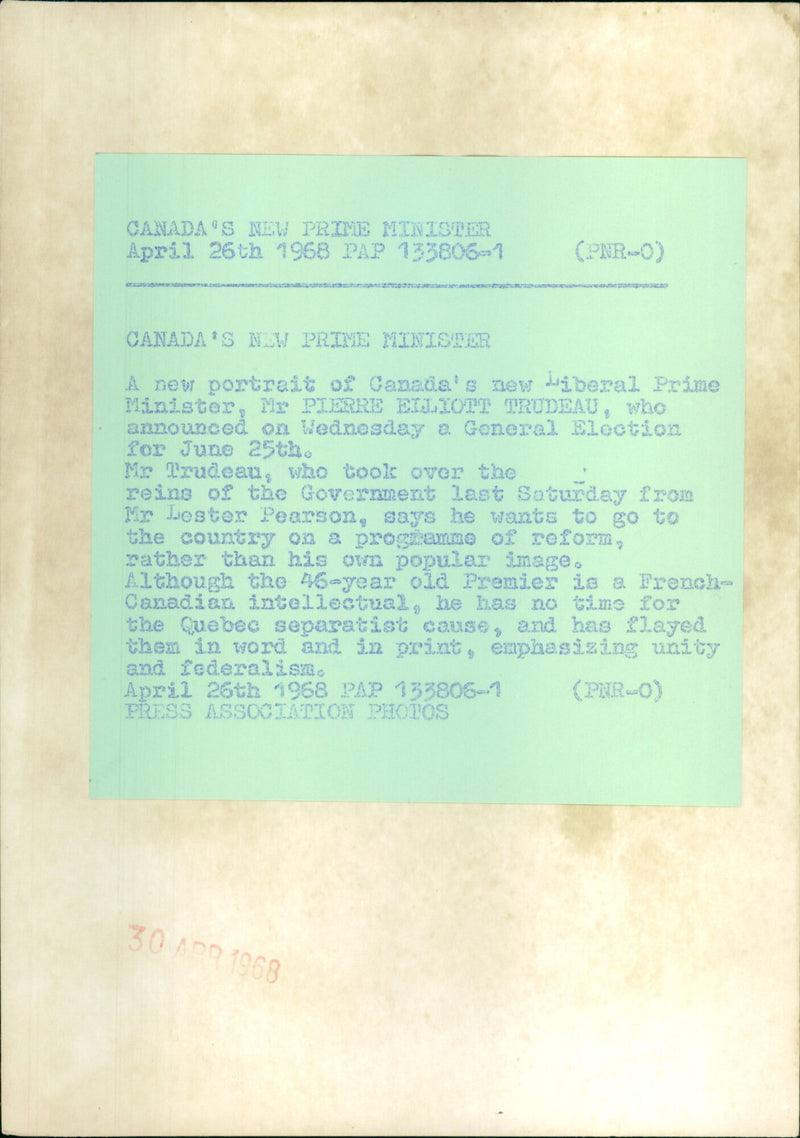 CANADA'S NEW PRIME MINISTER
April 26th 1968 PAP 133806-1 (PNR-O)
CANADA'S NEW PRIME MINISTER
A new portrait of Canada's new Liberal Prime
Minister, Mr PIERRE ELLIOTT TRUDEAU, who
announced on Wednesday a General Election
for June 25th.
Mr Trudeau, who took over the
reins of the Government last Saturday from
Mr Lester Pearson, says he wants to go to
the country on a programme of reform,
rather than his own popular image.
Although the 46-year old Premier is a French-
Canadian intellectual, he has no time for
the Quebec separatist cause, and has flayed
them in word and in print, emphasizing unity
and federalism.
April 26th 1968 PAP 133806-1 (PNR-O)
PRESS ASSOCIATION PHOTOS
30 APR 1968